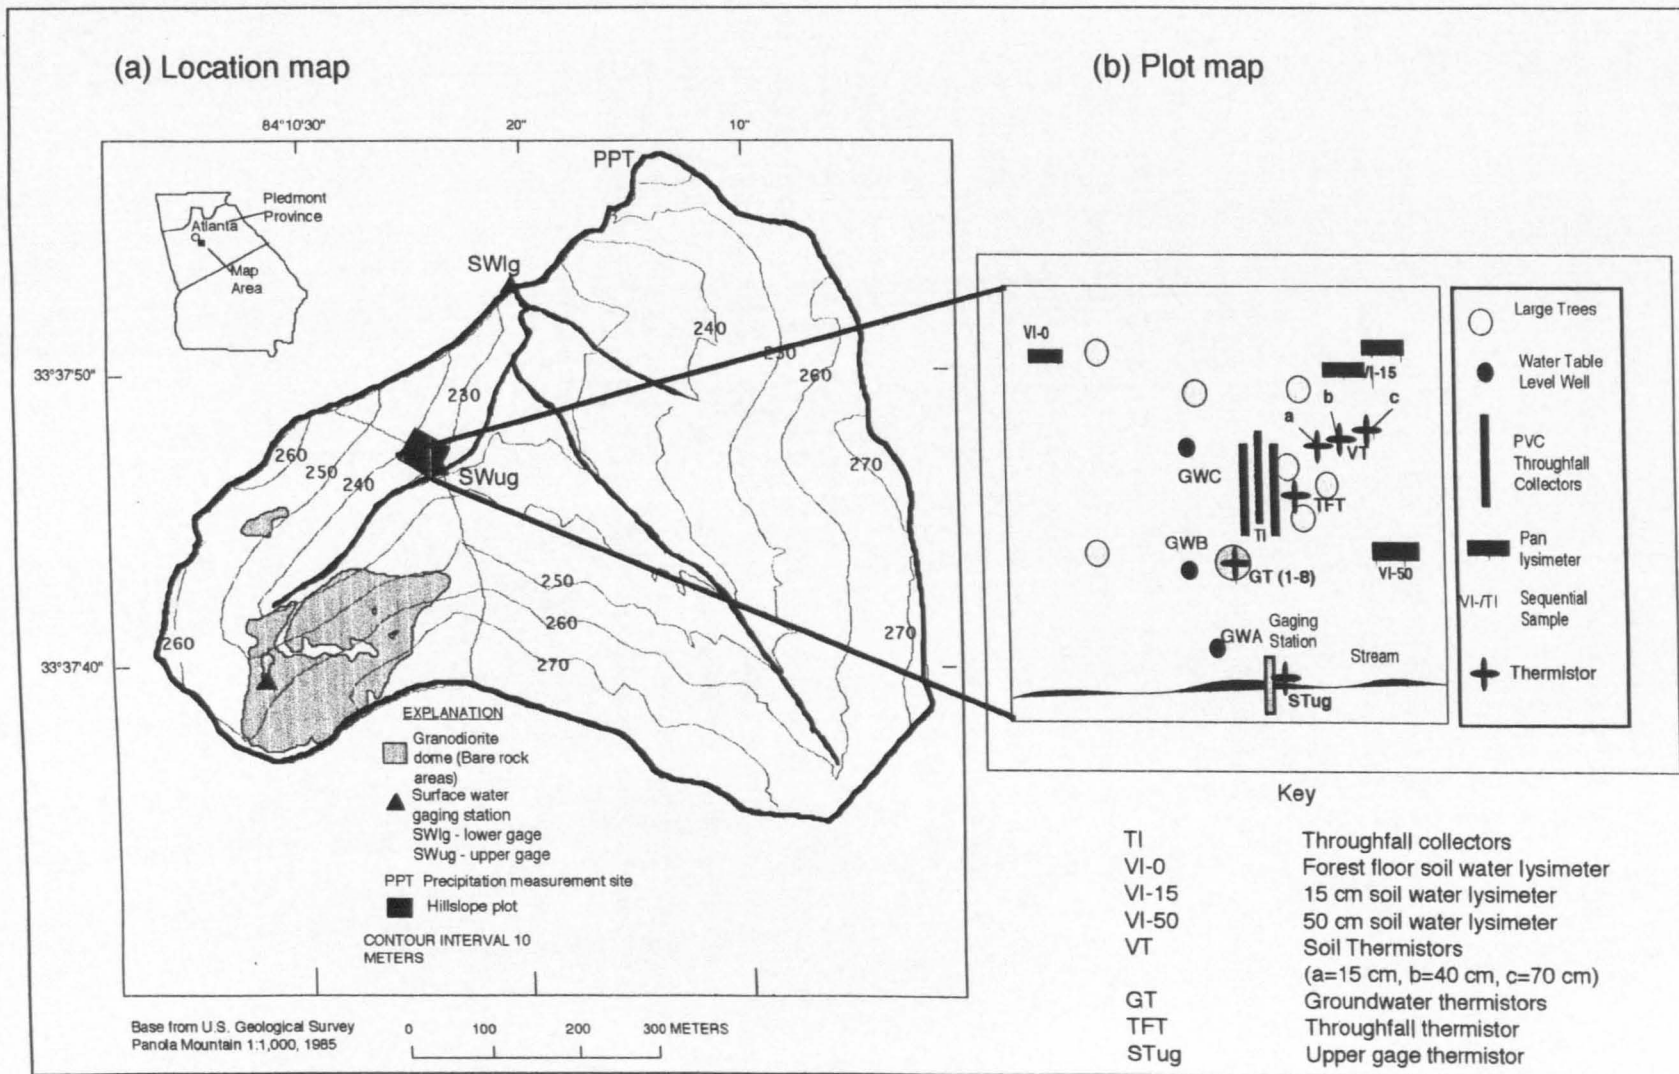 (a) Location map
(b) Plot map
84°10'30"
20"
10"
PPT
Piedmont
Province
Atlanta
Map
Area
SWlg
33°37'50"
240
250
260
230
260
250
240
SWug
270
250
260
270
270
260
33°37'40"
EXPLANATION
Granodiorite
dome (Bare rock
areas)
Surface water
gaging station
SWlg - lower gage
SWug - upper gage
PPT Precipitation measurement site
Hillslope plot
CONTOUR INTERVAL 10
METERS
Base from U.S. Geological Survey
Panola Mountain 1:1,000, 1985
0 100 200 300 METERS
VI-0
VI-15
a
b
c
VT
GWC
TFT
TI
GWB
GT (1-8)
VI-50
GWA
Gaging
Station
Stream
STug
Large Trees
Water Table
Level Well
PVC
Throughfall
Collectors
Pan
lysimeter
VI-/TI Sequential
Sample
Thermistor
Key
TI Throughfall collectors
VI-0 Forest floor soil water lysimeter
VI-15 15 cm soil water lysimeter
VI-50 50 cm soil water lysimeter
VT Soil Thermistors
(a=15 cm, b=40 cm, c=70 cm)
GT Groundwater thermistors
TFT Throughfall thermistor
STug Upper gage thermistor